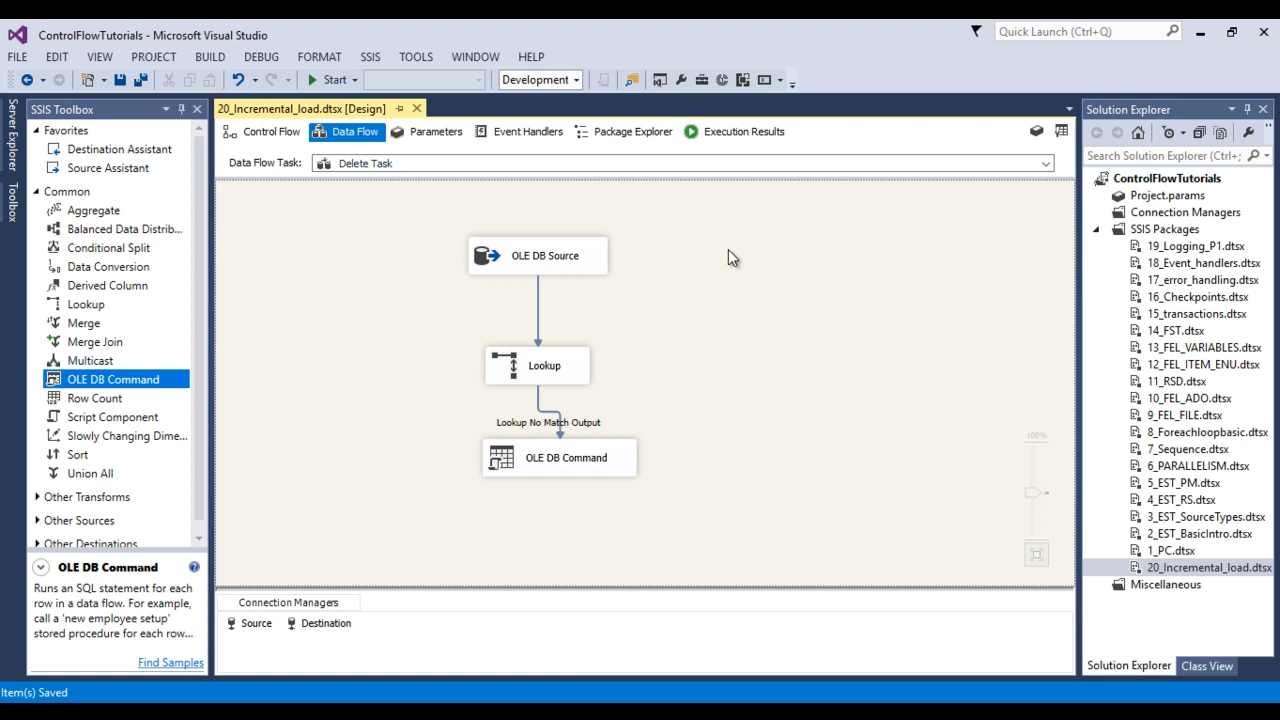 ControlFlowTutorials - Microsoft Visual Studio
Quick Launch (Ctrl+Q)
FILE EDIT VIEW PROJECT BUILD DEBUG FORMAT SSIS TOOLS WINDOW HELP
Start Development
Server Explorer
Toolbox
SSIS Toolbox
Favorites
Destination Assistant
Source Assistant
Common
Aggregate
Balanced Data Distrib...
Conditional Split
Data Conversion
Derived Column
Lookup
Merge
Merge Join
Multicast
OLE DB Command
Row Count
Script Component
Slowly Changing Dime...
Sort
Union All
Other Transforms
Other Sources
Other Destinations
OLE DB Command
Runs an SQL statement for each
row in a data flow. For example,
call a 'new employee setup'
stored procedure for each row...
Find Samples
20_Incremental_load.dtsx [Design]
Control Flow Data Flow Parameters Event Handlers Package Explorer Execution Results
Data Flow Task: Delete Task
OLE DB Source
Lookup
Lookup No Match Output
OLE DB Command
100%
Connection Managers
Source Destination
Solution Explorer
Search Solution Explorer (Ctrl+;
ControlFlowTutorials
Project.params
Connection Managers
SSIS Packages
19_Logging_P1.dtsx
18_Event_handlers.dtsx
17_error_handling.dtsx
16_Checkpoints.dtsx
15_transactions.dtsx
14_FST.dtsx
13_FEL_VARIABLES.dtsx
12_FEL_ITEM_ENU.dtsx
11_RSD.dtsx
10_FEL_ADO.dtsx
9_FEL_FILE.dtsx
8_Foreachloopbasic.dtsx
7_Sequence.dtsx
6_PARALLELISM.dtsx
5_EST_PM.dtsx
4_EST_RS.dtsx
3_EST_SourceTypes.dtsx
2_EST_BasicIntro.dtsx
1_PC.dtsx
20_Incremental_load.dtsx
Miscellaneous
Solution Explorer Class View
Item(s) Saved